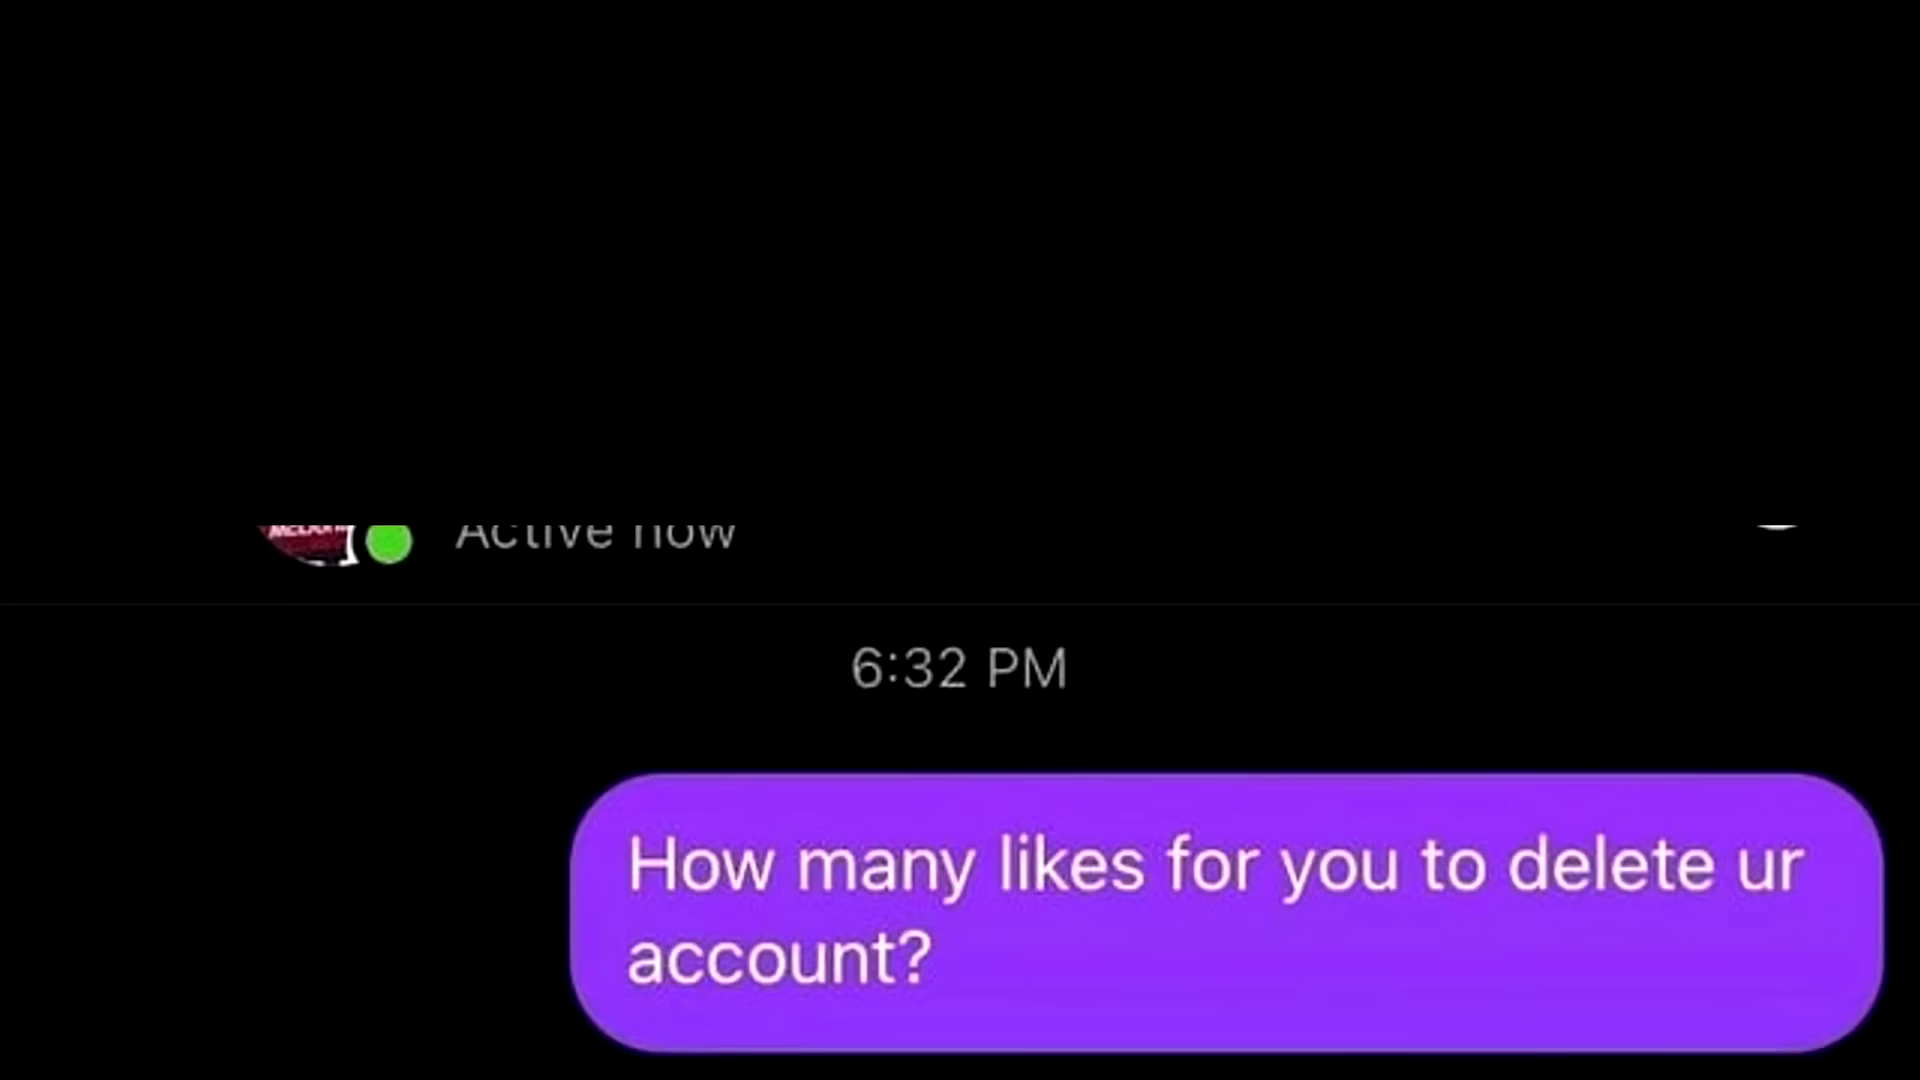 Active now
6:32 PM
How many likes for you to delete ur
account?